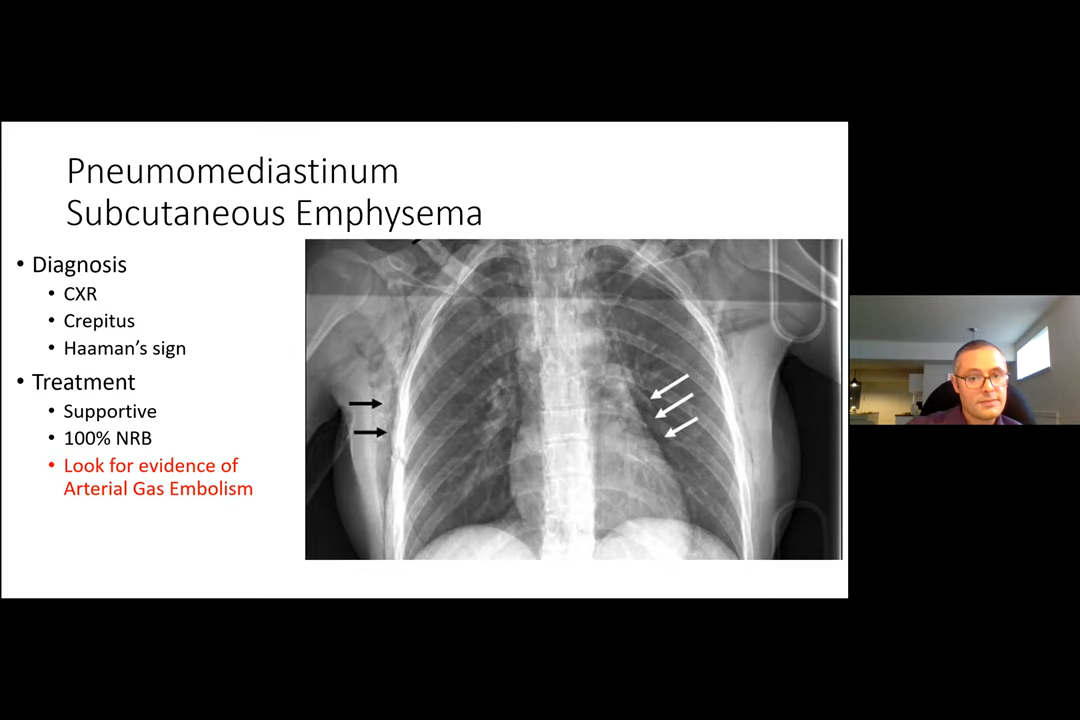 Pneumomediastinum
Subcutaneous Emphysema
• Diagnosis
• CXR
• Crepitus
• Haaman's sign
• Treatment
• Supportive
• 100% NRB
• Look for evidence of
Arterial Gas Embolism